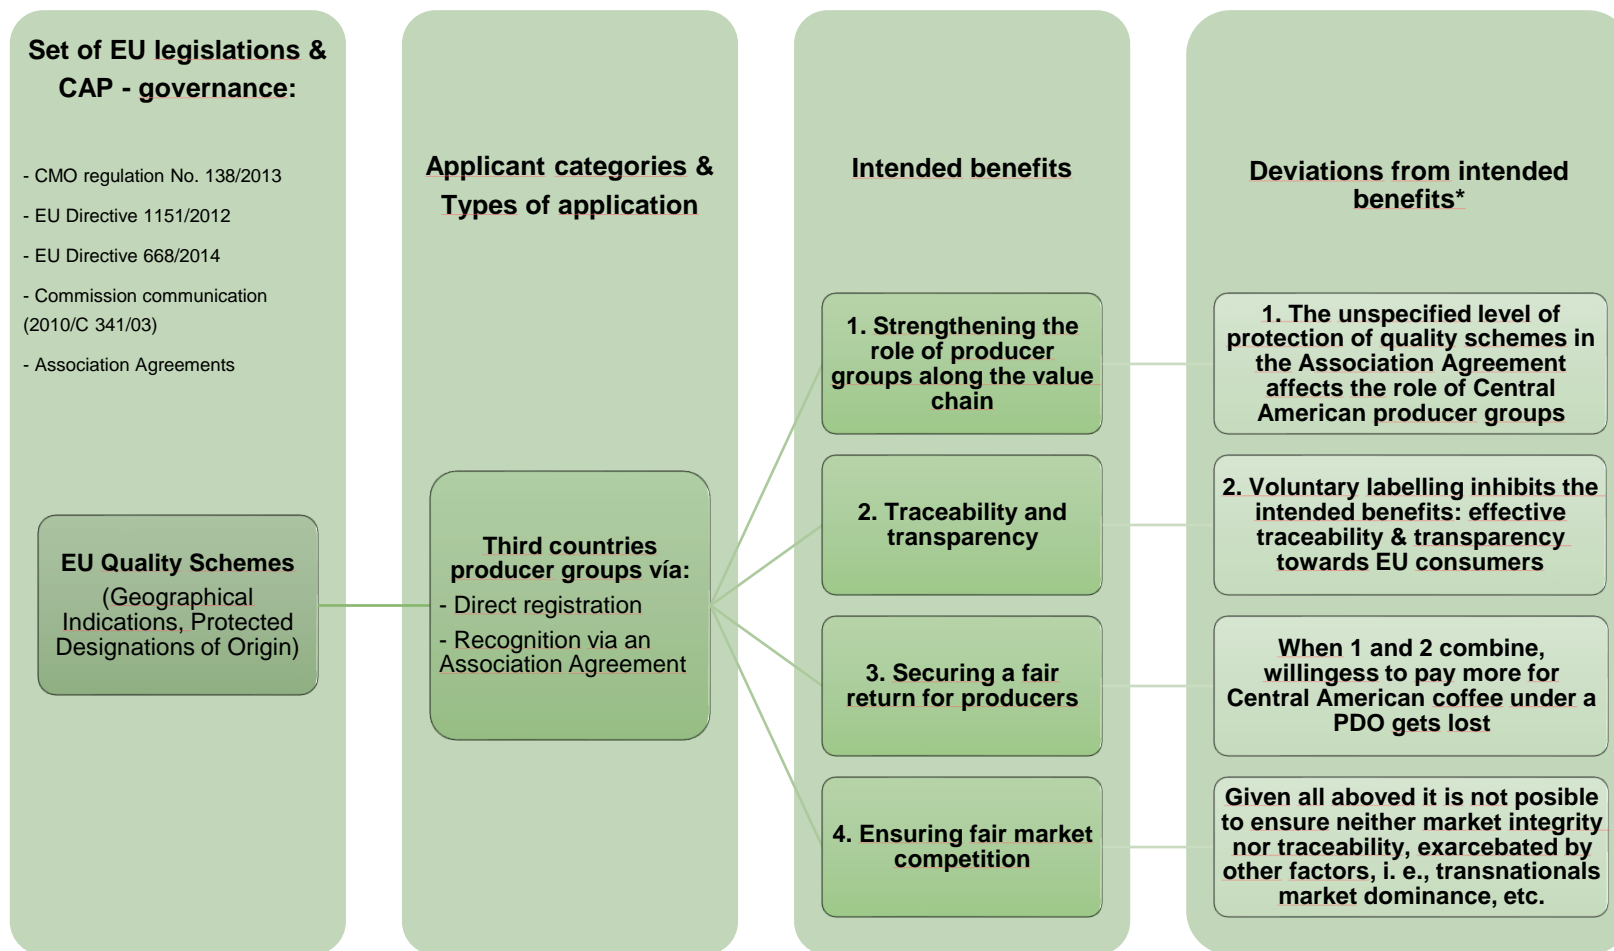 Set of EU legislations &
CAP - governance:
- CMO regulation No. 138/2013
- EU Directive 1151/2012
- EU Directive 668/2014
- Commission communication
(2010/C 341/03)
- Association Agreements
EU Quality Schemes
(Geographical
Indications, Protected
Designations of Origin)
Applicant categories &
Types of application
Third countries
producer groups vía:
- Direct registration
- Recognition via an
Association Agreement
Intended benefits
1. Strengthening the
role of producer
groups along the value
chain
2. Traceability and
transparency
3. Securing a fair
return for producers
4. Ensuring fair market
competition
Deviations from intended
benefits*
1. The unspecified level of
protection of quality schemes in
the Association Agreement
affects the role of Central
American producer groups
2. Voluntary labelling inhibits the
intended benefits: effective
traceability & transparency
towards EU consumers
When 1 and 2 combine,
willingess to pay more for
Central American coffee under a
PDO gets lost
Given all aboved it is not posible
to ensure neither market integrity
nor traceability, exarcebated by
other factors, i. e., transnationals
market dominance, etc.